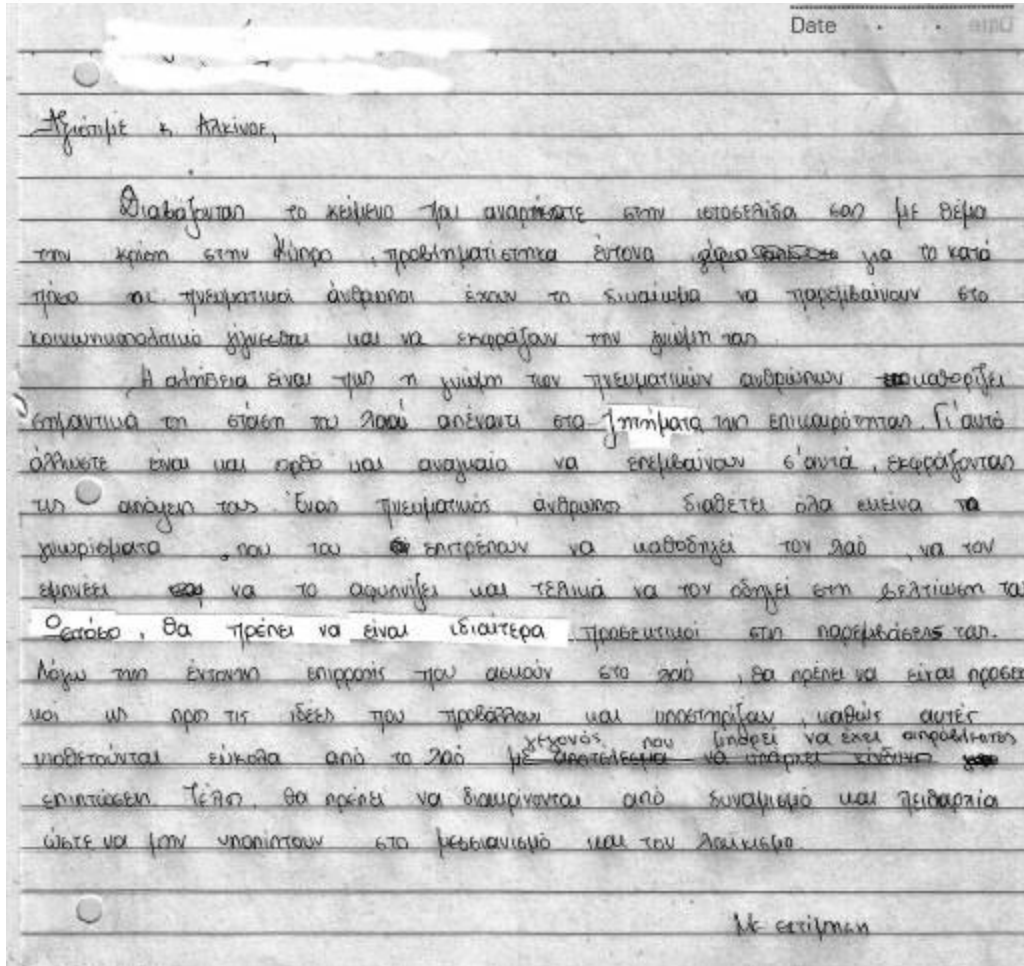 Date
Αξιότιμε κ. Αλκίνοε,
Διαβάζοντας το κείμενο που αναρτήσατε στην ιστοσελίδα σας με θέμα
την κρίση στην Κύπρο, προβληματίστηκα έντονα για το κατά
πόσο οι πνευματικοί άνθρωποι έχουν το δικαίωμα να παρεμβαίνουν στο
κοινωνικοπολιτικό γίγνεσθαι και να εκφράζουν την γνώμη τους.
Η αλήθεια είναι πως η γνώμη των πνευματικών ανθρώπων καθορίζει
σημαντικά τη στάση του λαού απέναντι στα ζητήματα της επικαιρότητας. Γι'αυτό
άλλωστε είναι και ορθό και αναγκαίο να επεμβαίνουν σ'αυτά, εκφράζοντας
τις απόψεις τους. Ένας πνευματικός άνθρωπος διαθέτει όλα εκείνα τα
γνωρίσματα, που του επιτρέπουν να καθοδηγεί τον λαό, να τον
εμπνέει να το αφυπνίζει και τελικά να τον οδηγεί στη βελτίωση του
Ωστόσο, θα πρέπει να είναι ιδιαίτερα προσεκτικοί στις παρεμβάσεις τους.
Λόγω της έντονης επιρροής που ασκούν στο λαό, θα πρέπει να είναι προσε
κοί ως προς τις ιδέες που προβάλλουν και υποστηρίζουν, καθώς αυτές
υιοθετούνται εύκολα από το λαό γεγονός που μπορεί να έχει απρόβλεπτες
επιπτώσεις. Τέλος, θα πρέπει να διακρίνονται από δυναμισμό και πειθαρχία
ώστε να μην υποπίπτουν στο μεσσιανισμό και τον λαϊκισμό.
Με εκτίμηση